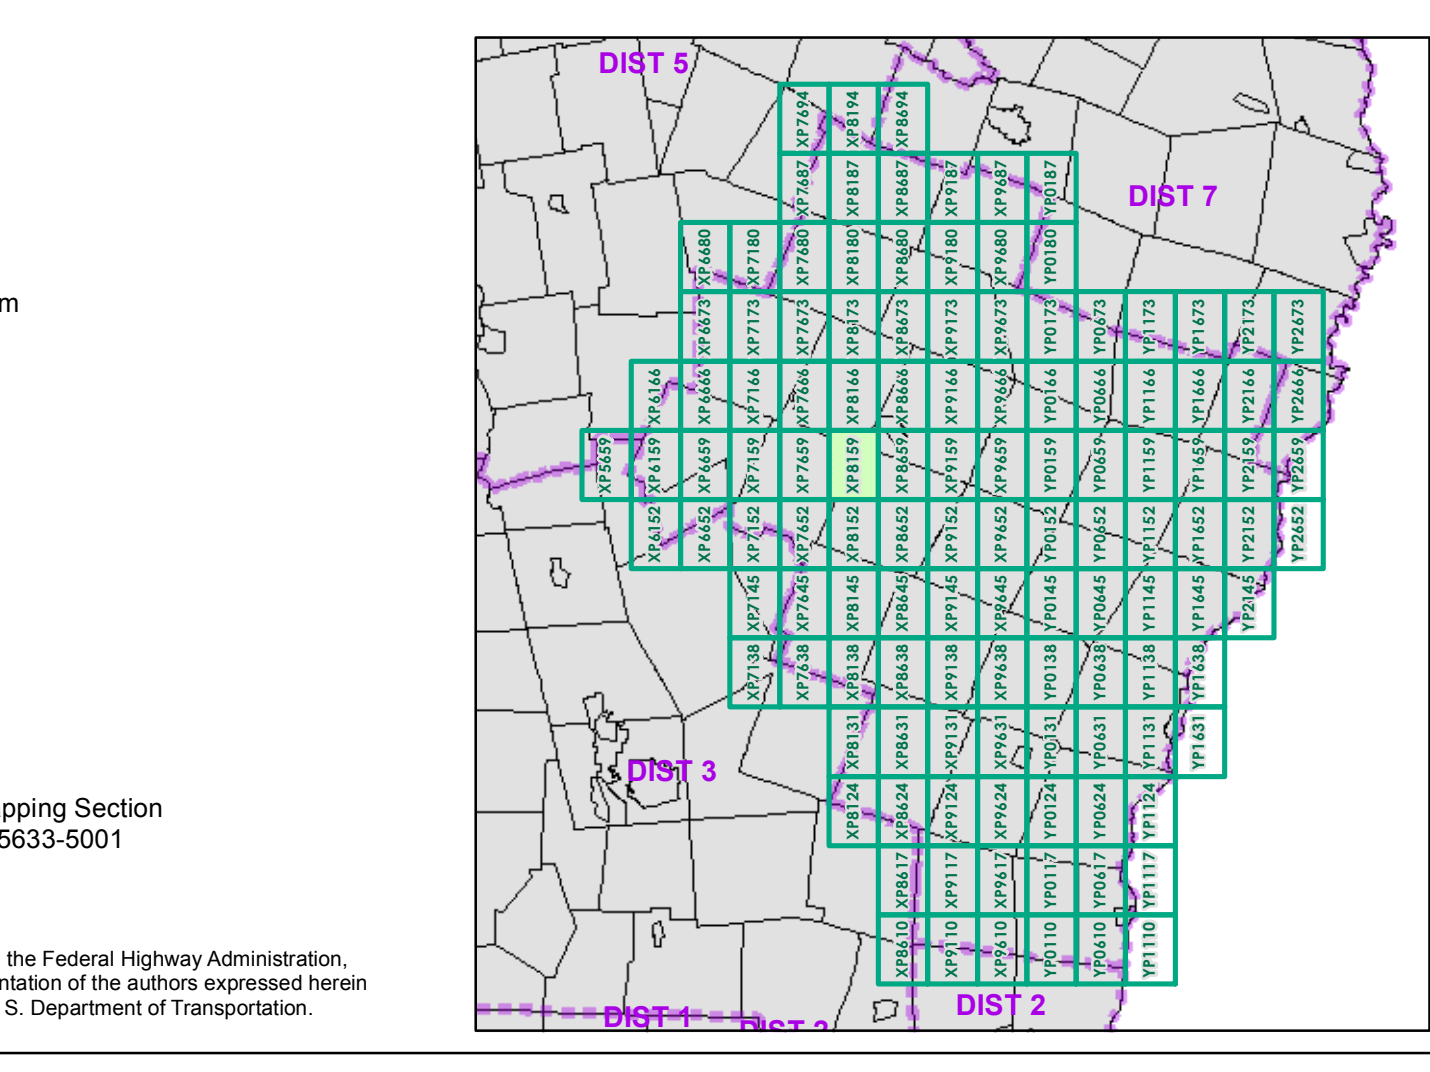 m
pping Section
5633-5001
the Federal Highway Administration,
ntation of the authors expressed herein
S. Department of Transportation.
DIST 5
XP7694 XP8194 XP8694
XP7687 XP8187 XP8687 XP9187 XP9687 YP0187
DIST 7
XP6680 XP7180 XP7680 XP8180 XP8680 XP9180 XP9680 YP0180
XP6673 XP7173 XP7673 XP8173 XP8673 XP9173 XP9673 YP0173 YP0673 YP1173 YP1673 YP2173 YP2673
XP6166 XP6666 XP7166 XP7666 XP8166 XP8666 XP9166 XP9666 YP0166 YP0666 YP1166 YP1666 YP2166 YP2666
XP5659 XP6159 XP6659 XP7159 XP7659 XP8159 XP8659 XP9159 XP9659 YP0159 YP0659 YP1159 YP1659 YP2159 YP2659
XP6152 XP6652 XP7152 XP7652 XP8152 XP8652 XP9152 XP9652 YP0152 YP0652 YP1152 YP1652 YP2152 YP2652
XP7145 XP7645 XP8145 XP8645 XP9145 XP9645 YP0145 YP0645 YP1145 YP1645 YP2145
XP7138 XP7638 XP8138 XP8638 XP9138 XP9638 YP0138 YP0638 YP1138 YP1638
XP8131 XP8631 XP9131 XP9631 YP0131 YP0631 YP1131 YP1631
DIST 3
XP8124 XP8624 XP9124 XP9624 YP0124 YP0624 YP1124
XP8617 XP9117 XP9617 YP0117 YP0617 YP1117
XP8610 XP9110 XP9610 YP0110 YP0610 YP1110
DIST 1
DIST 2
DIST 2